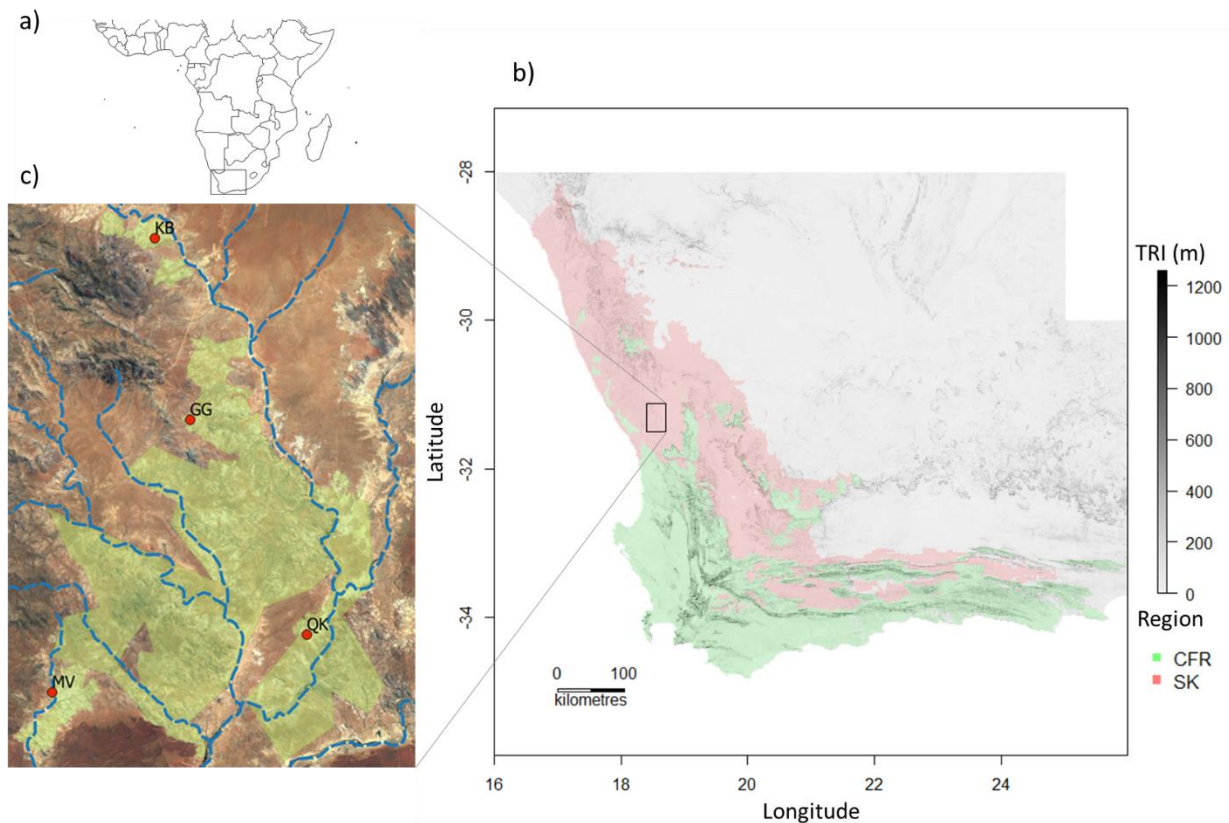 a)
b)
c)
KB
GG
QK
MV
Latitude
-28
-30
-32
-34
0 100
kilometres
16 18 20 22 24
Longitude
TRI (m)
1200
1000
800
600
400
200
0
Region
CFR
SK